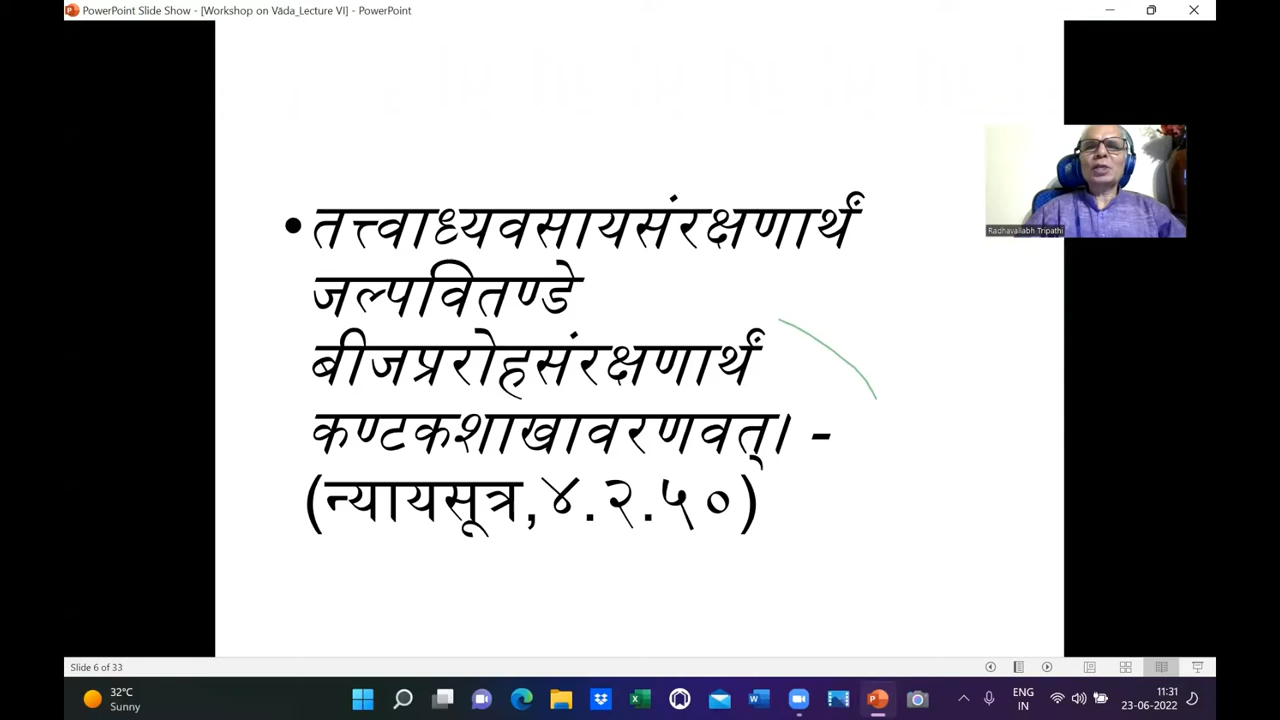 PowerPoint Slide Show - [Workshop on Vāda_Lecture VI] - PowerPoint
• तत्त्वाध्यवसायसंरक्षणार्थं
जल्पवितण्डे
बीजप्ररोहसंरक्षणार्थं
कण्टकशाखावरणवत्। -
(न्यायसूत्र,४.२.५०)
Radhavallabh Tripathi
Slide 6 of 33
32°C
Sunny
ENG
IN
11:31
23-06-2022